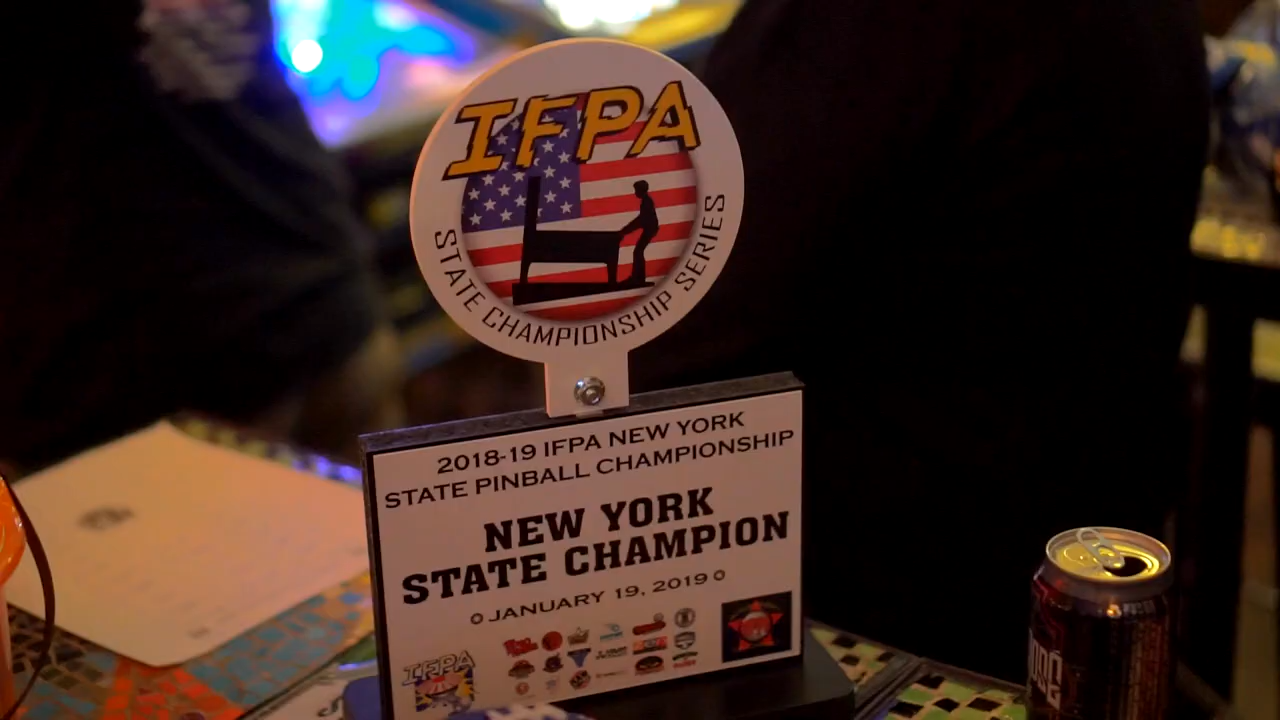 IFPA
STATE CHAMPIONSHIP SERIES
2018-19 IFPA NEW YORK
STATE PINBALL CHAMPIONSHIP
NEW YORK
STATE CHAMPION
JANUARY 19, 2019
IFPA